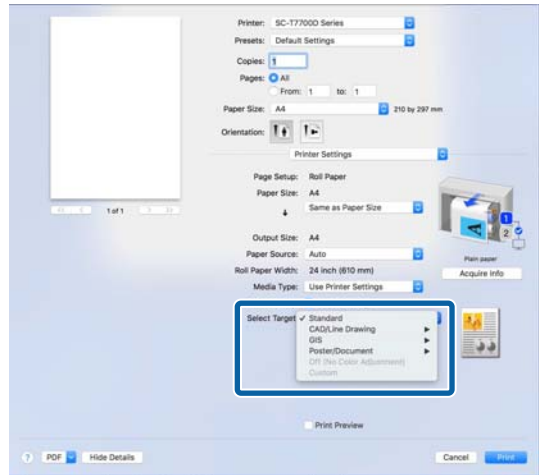 Printer: SC-T7700D Series
Presets: Default Settings
Copies: 1
Pages: All
From: 1 to: 1
Paper Size: A4 210 by 297 mm
Orientation:
Printer Settings
Page Setup: Roll Paper
Paper Size: A4
Same as Paper Size
1 of 1
Output Size: A4
Paper Source: Auto
Roll Paper Width: 24 inch (610 mm)
Media Type: Use Printer Settings
1
2
A
Plain paper
Acquire Info
Select Target ✓ Standard
CAD/Line Drawing
GIS
Poster/Document
Off (No Color Adjustment)
Custom
Print Preview
? PDF Hide Details Cancel Print